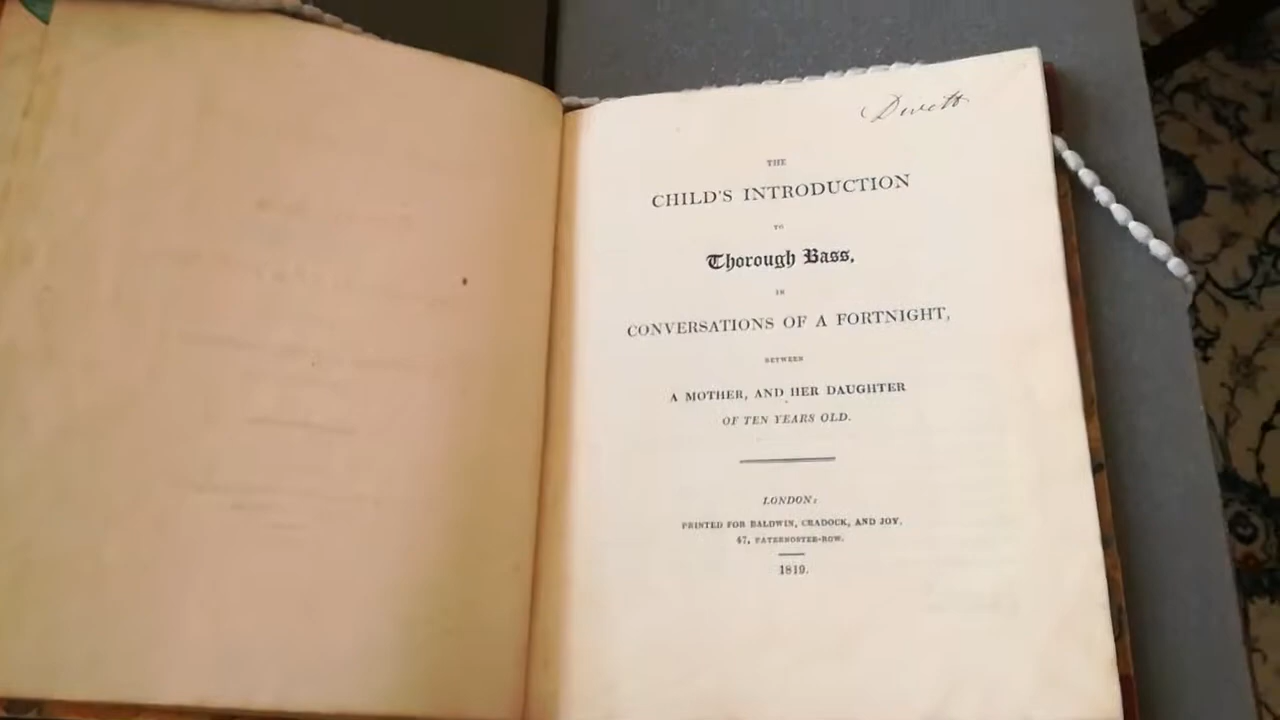 THE
CHILD'S INTRODUCTION
TO
Thorough Bass,
IN
CONVERSATIONS OF A FORTNIGHT,
BETWEEN
A MOTHER, AND HER DAUGHTER
OF TEN YEARS OLD.
LONDON:
PRINTED FOR BALDWIN, CRADOCK, AND JOY,
47, PATERNOSTER-ROW.
1819.